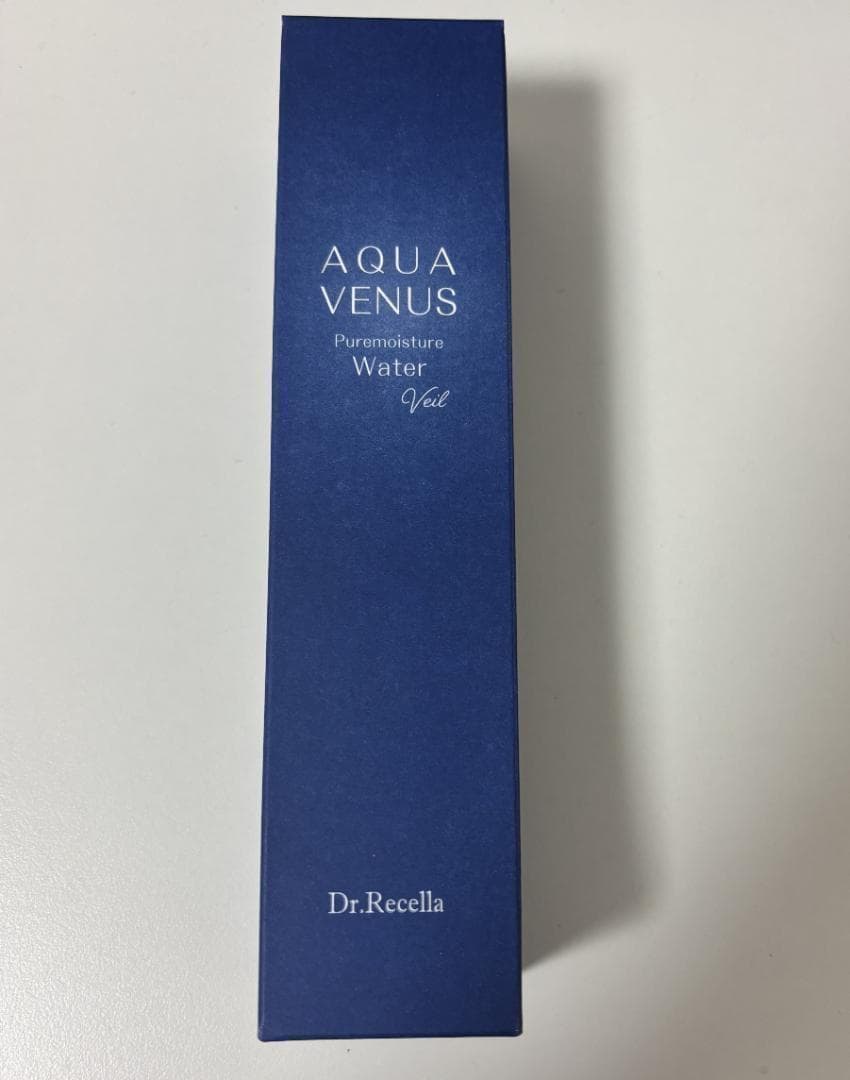 AQUA
VENUS
Puremoisture
Water
Veil
Dr.Recella